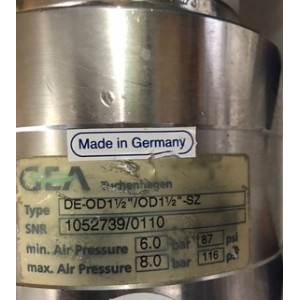 Made in Germany
GEA
Tuchenhagen
Type DE-OD1½"/OD1½"-SZ
SNR 1052739/0110
min. Air Pressure 6.0 bar 87 psi
max. Air Pressure 8.0 bar 116 p.